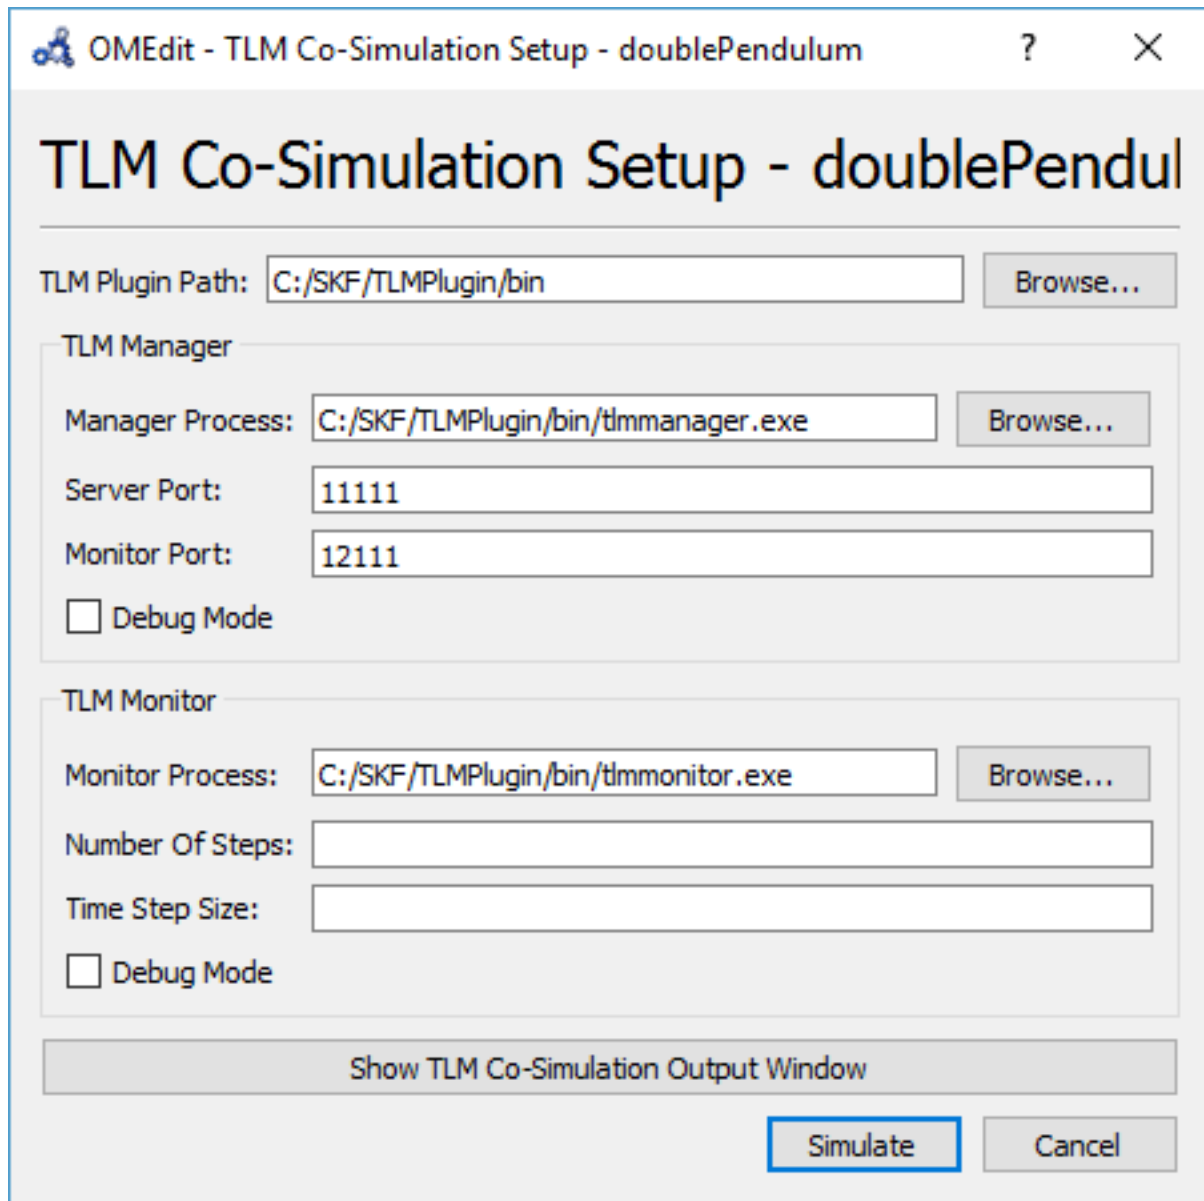 OMEdit - TLM Co-Simulation Setup - doublePendulum ?
TLM Co-Simulation Setup - doublePendul
TLM Plugin Path: C:/SKF/TLMPlugin/bin Browse...
TLM Manager
Manager Process: C:/SKF/TLMPlugin/bin/tlmmanager.exe Browse...
Server Port: 11111
Monitor Port: 12111
Debug Mode
TLM Monitor
Monitor Process: C:/SKF/TLMPlugin/bin/tlmmonitor.exe Browse...
Number Of Steps:
Time Step Size:
Debug Mode
Show TLM Co-Simulation Output Window
Simulate Cancel